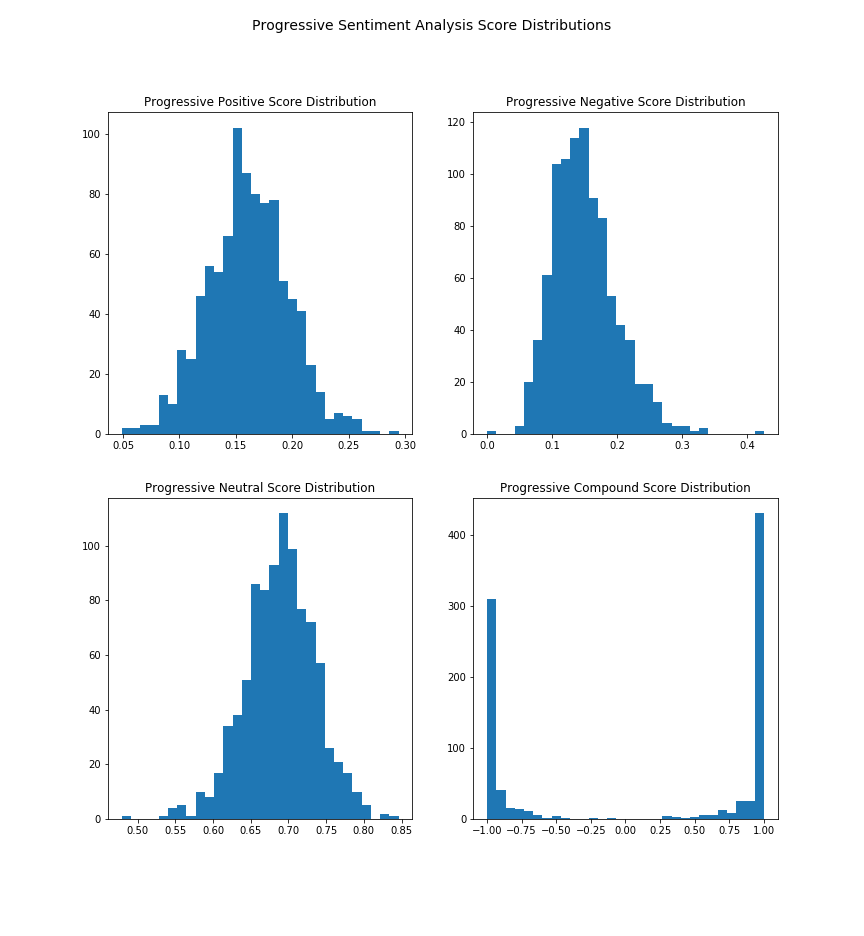 Progressive Sentiment Analysis Score Distributions
Progressive Positive Score Distribution
100
80
60
40
20
0
0.05 0.10 0.15 0.20 0.25 0.30
Progressive Negative Score Distribution
120
100
80
60
40
20
0
0.0 0.1 0.2 0.3 0.4
Progressive Neutral Score Distribution
100
80
60
40
20
0
0.50 0.55 0.60 0.65 0.70 0.75 0.80 0.85
Progressive Compound Score Distribution
400
300
200
100
0
−1.00 −0.75 −0.50 −0.25 0.00 0.25 0.50 0.75 1.00